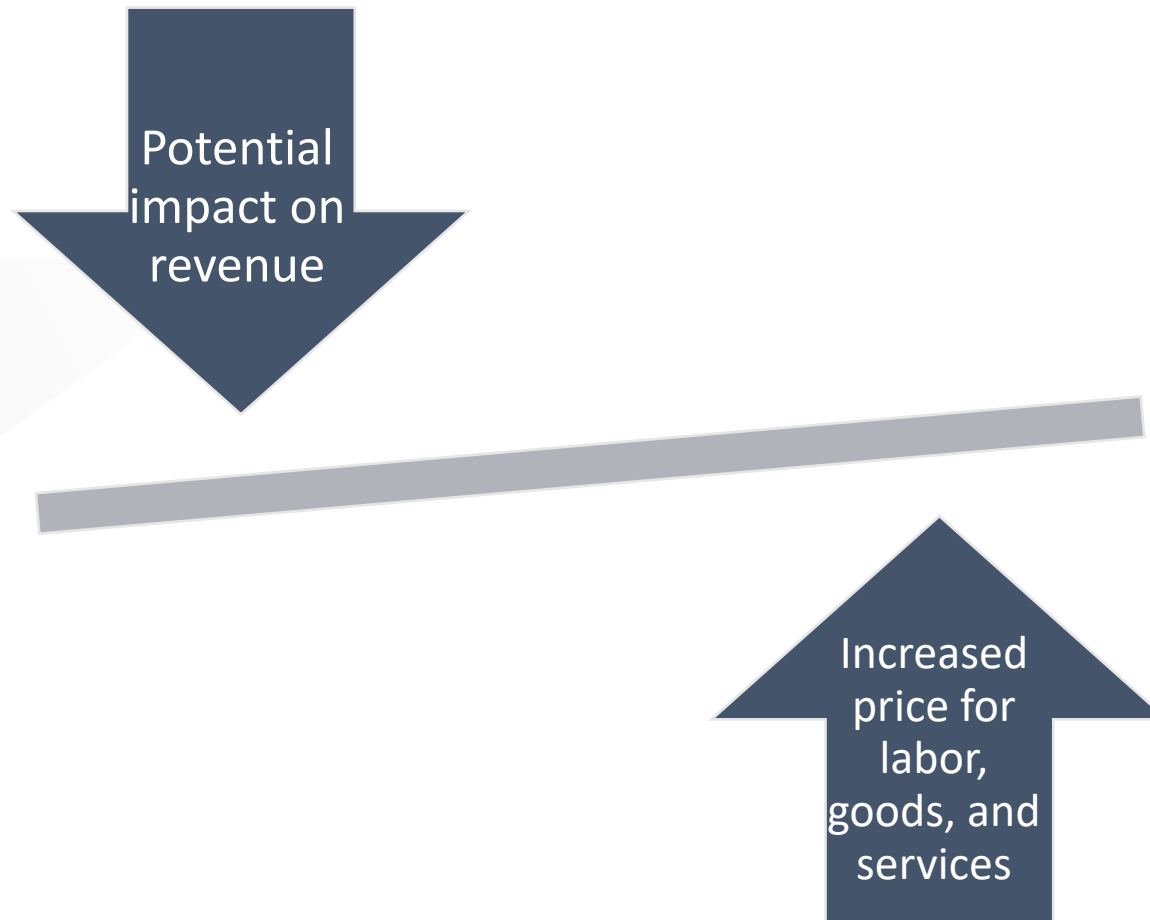 Potential
impact on
revenue
Increased
price for
labor,
goods, and
services